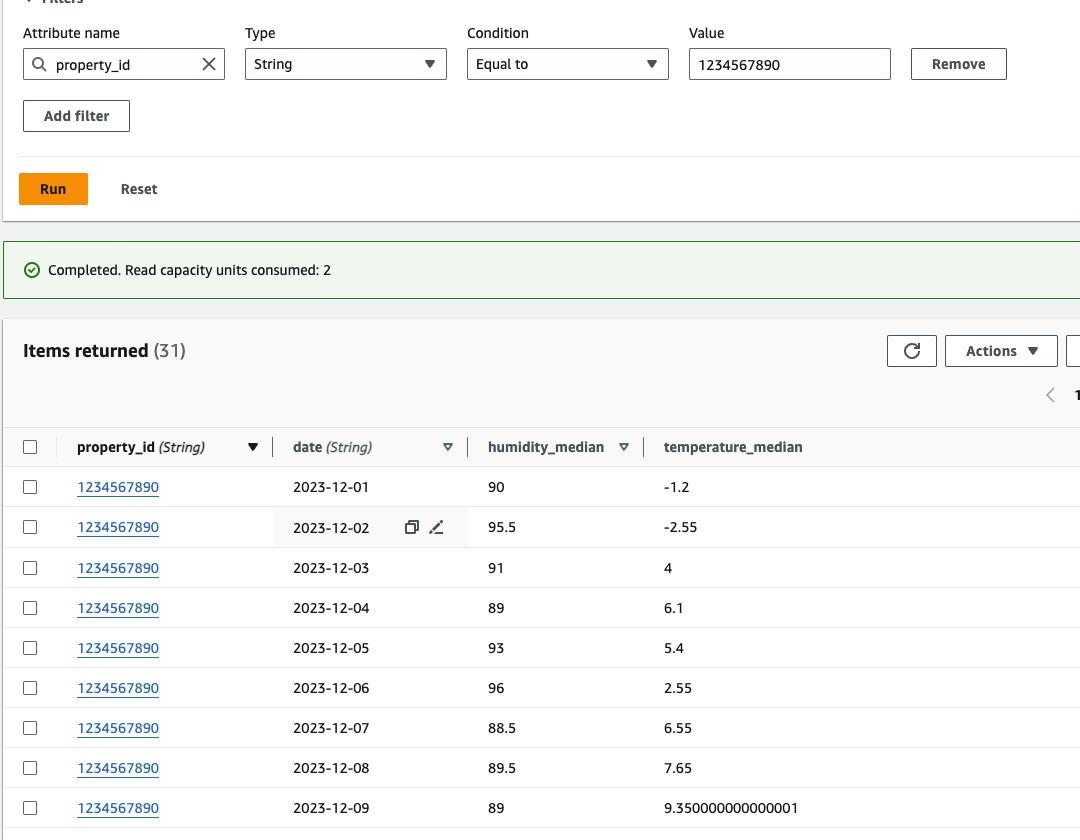 Filters
Attribute name Type Condition Value
property_id String Equal to 1234567890 Remove
Add filter
Run Reset
Completed. Read capacity units consumed: 2
Items returned (31) Actions
1
property_id (String) date (String) humidity_median temperature_median
1234567890 2023-12-01 90 -1.2
1234567890 2023-12-02 95.5 -2.55
1234567890 2023-12-03 91 4
1234567890 2023-12-04 89 6.1
1234567890 2023-12-05 93 5.4
1234567890 2023-12-06 96 2.55
1234567890 2023-12-07 88.5 6.55
1234567890 2023-12-08 89.5 7.65
1234567890 2023-12-09 89 9.350000000000001